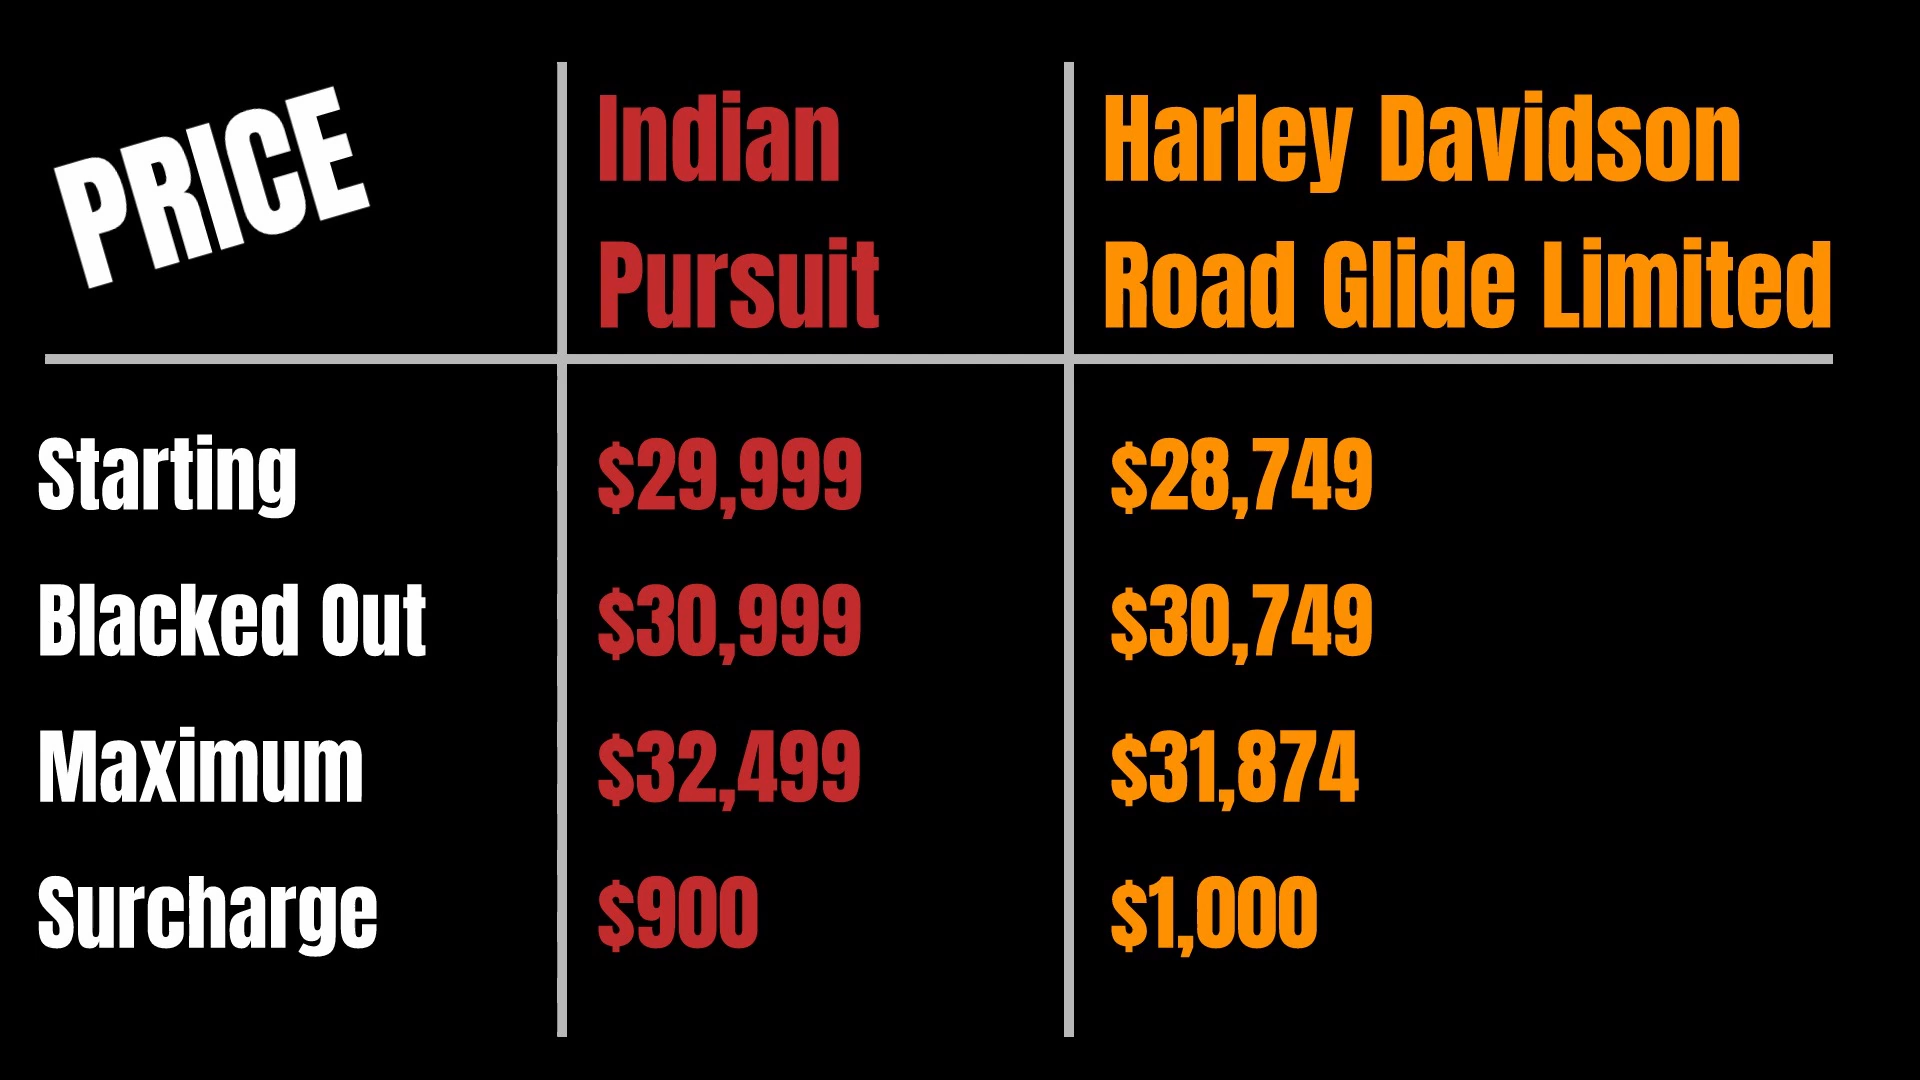 PRICE
Indian
Pursuit
Harley Davidson
Road Glide Limited
Starting $29,999 $28,749
Blacked Out $30,999 $30,749
Maximum $32,499 $31,874
Surcharge $900 $1,000